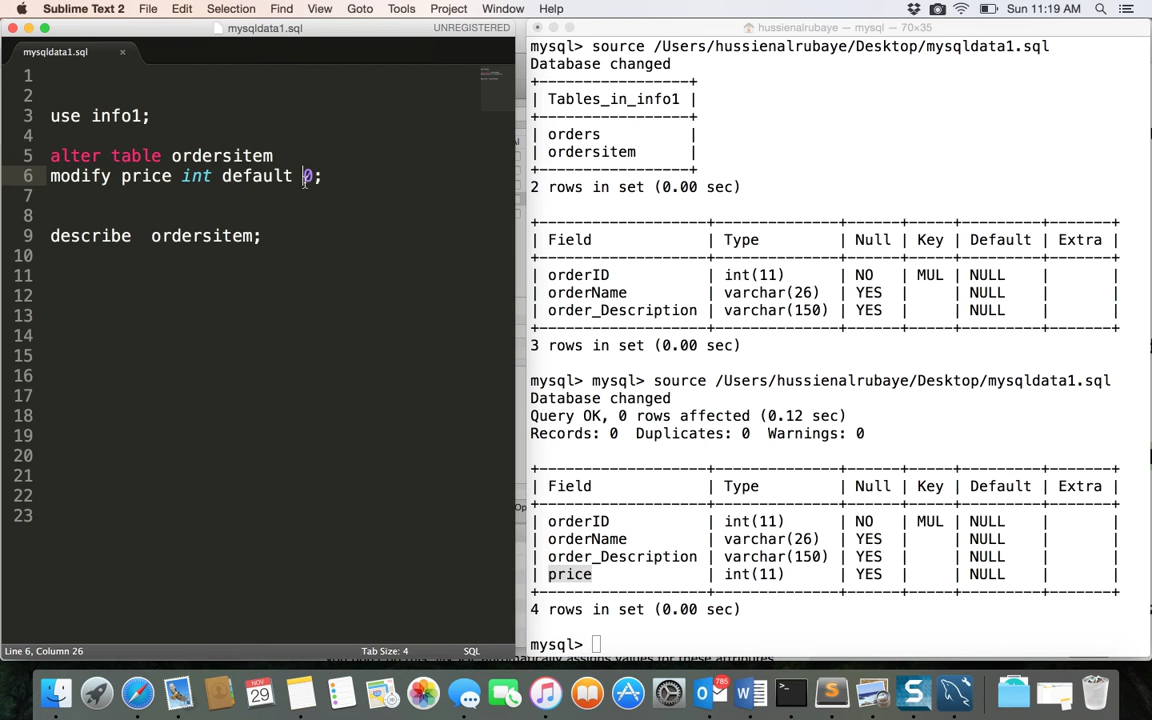 Sublime Text 2 File Edit Selection Find View Goto Tools Project Window Help Sun 11:19 AM
mysqldata1.sql UNREGISTERED
mysqldata1.sql
1
2
3 use info1;
4
5 alter table ordersitem
6 modify price int default 0;
7
8
9 describe  ordersitem;
10
11
12
13
14
15
16
17
18
19
20
21
22
23
Line 6, Column 26 Tab Size: 4 SQL
hussienalrubaye — mysql — 70×35
mysql> source /Users/hussienalrubaye/Desktop/mysqldata1.sql
Database changed
+-----------------+
| Tables_in_info1 |
+-----------------+
| orders          |
| ordersitem      |
+-----------------+
2 rows in set (0.00 sec)
+-------------------+--------------+------+-----+---------+-------+
| Field             | Type         | Null | Key | Default | Extra |
+-------------------+--------------+------+-----+---------+-------+
| orderID           | int(11)      | NO   | MUL | NULL    |       |
| orderName         | varchar(26)  | YES  |     | NULL    |       |
| order_Description | varchar(150) | YES  |     | NULL    |       |
+-------------------+--------------+------+-----+---------+-------+
3 rows in set (0.00 sec)
mysql> mysql> source /Users/hussienalrubaye/Desktop/mysqldata1.sql
Database changed
Query OK, 0 rows affected (0.12 sec)
Records: 0  Duplicates: 0  Warnings: 0
+-------------------+--------------+------+-----+---------+-------+
| Field             | Type         | Null | Key | Default | Extra |
+-------------------+--------------+------+-----+---------+-------+
| orderID           | int(11)      | NO   | MUL | NULL    |       |
| orderName         | varchar(26)  | YES  |     | NULL    |       |
| order_Description | varchar(150) | YES  |     | NULL    |       |
| price             | int(11)      | YES  |     | NULL    |       |
+-------------------+--------------+------+-----+---------+-------+
4 rows in set (0.00 sec)
mysql>
automatically assigns values for these attributes
NOV
29
785